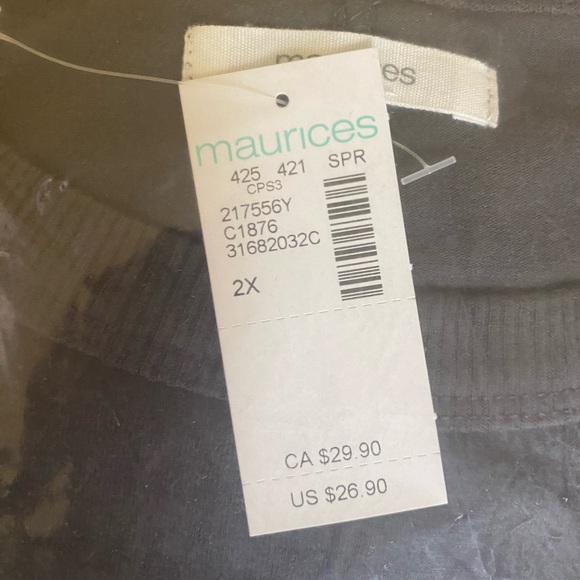 maurices
425 421 SPR
CPS3
217556Y
C1876
31682032C
2X
CA $29.90
US $26.90